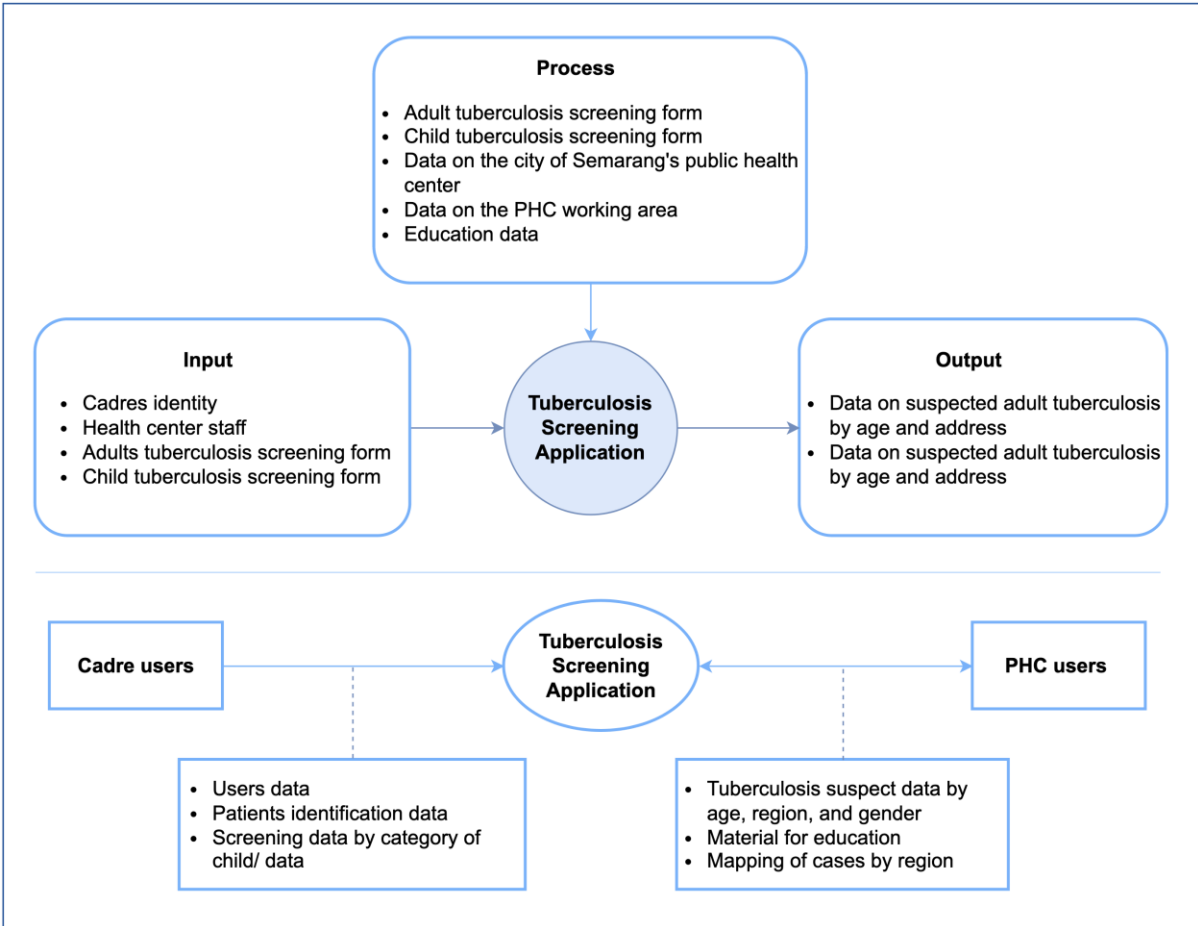 Process
• Adult tuberculosis screening form
• Child tuberculosis screening form
• Data on the city of Semarang's public health
center
• Data on the PHC working area
• Education data
Input
• Cadres identity
• Health center staff
• Adults tuberculosis screening form
• Child tuberculosis screening form
Tuberculosis
Screening
Application
Output
• Data on suspected adult tuberculosis
by age and address
• Data on suspected adult tuberculosis
by age and address
Cadre users
Tuberculosis
Screening
Application
PHC users
• Users data
• Patients identification data
• Screening data by category of
child/ data
• Tuberculosis suspect data by
age, region, and gender
• Material for education
• Mapping of cases by region